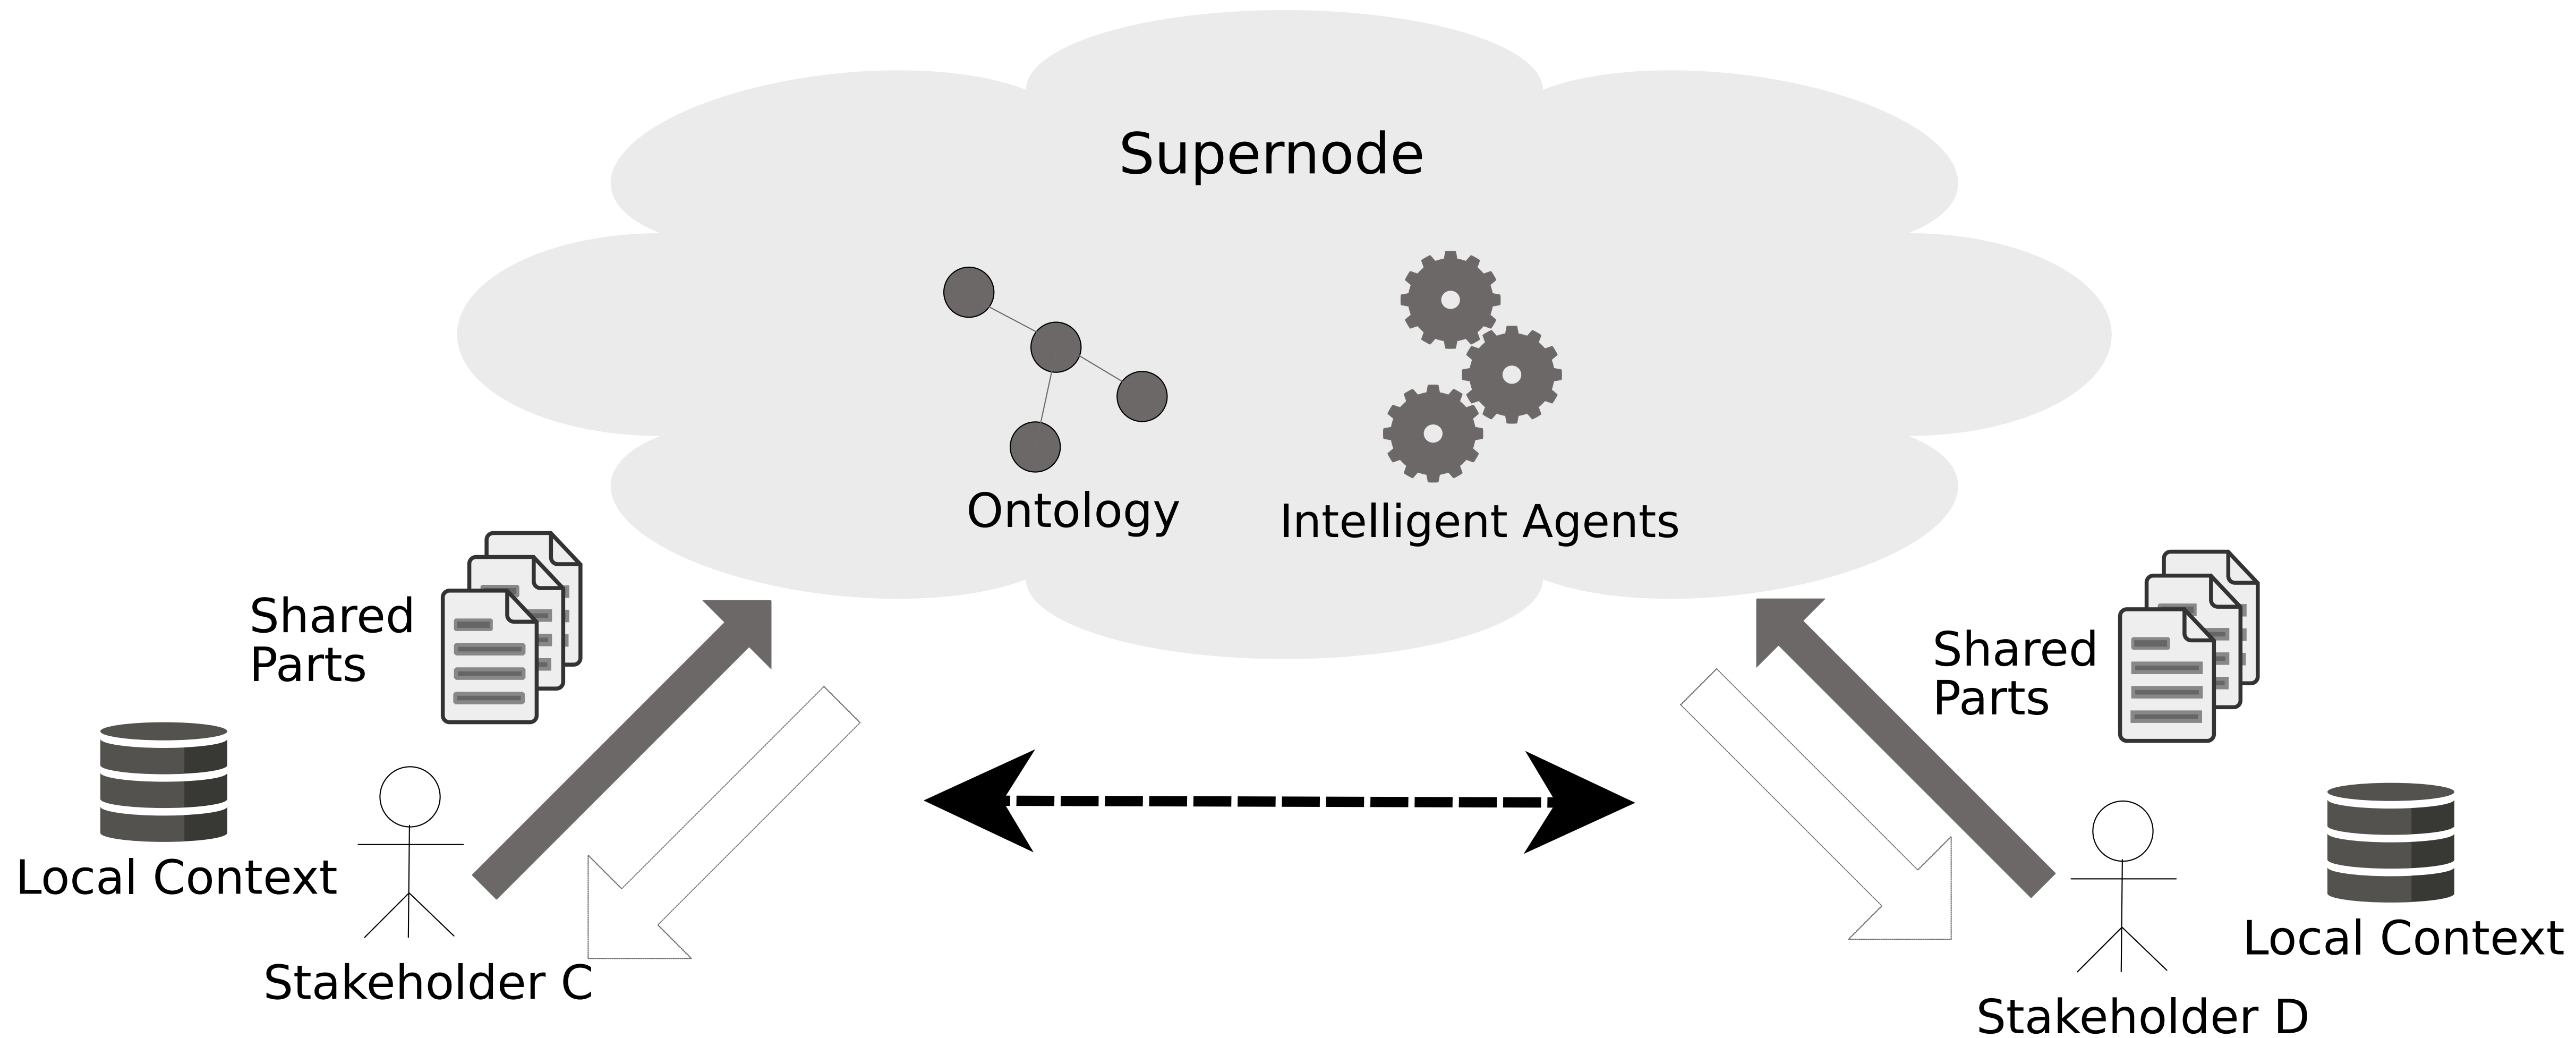 Supernode
Ontology
Intelligent Agents
Shared
Parts
Local Context
Stakeholder C
Shared
Parts
Local Context
Stakeholder D